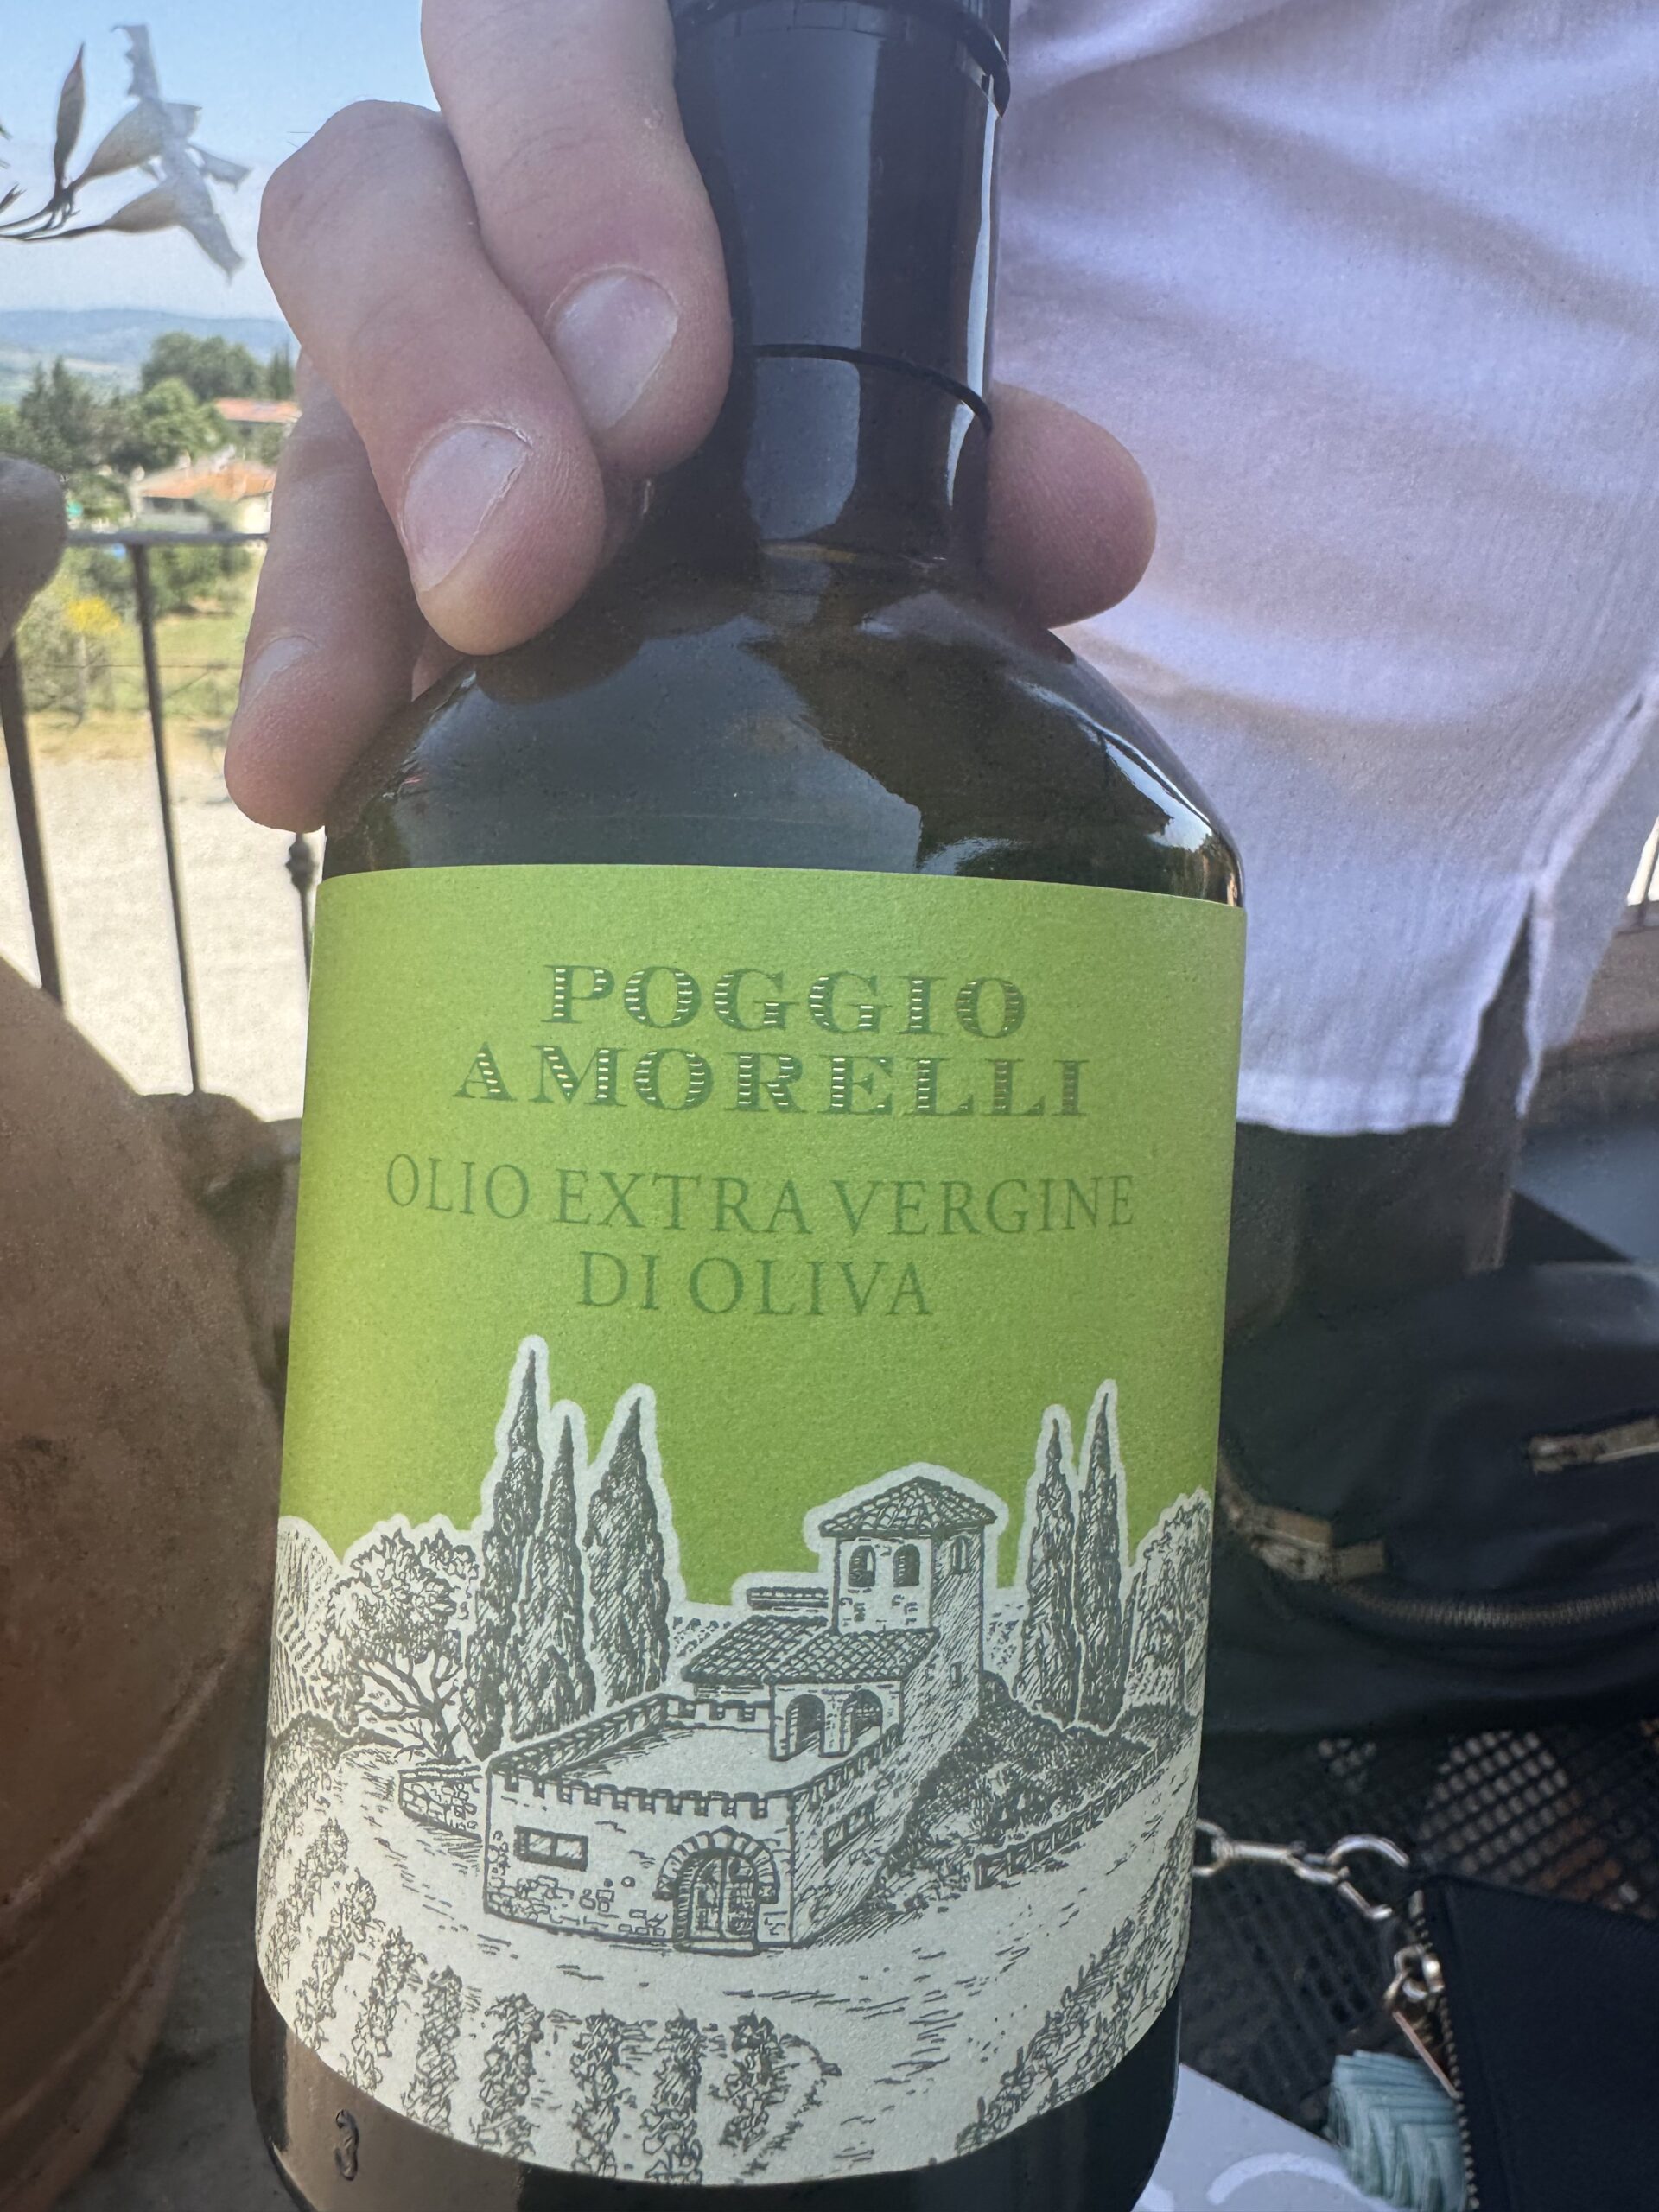 POGGIO
AMORELLI
OLIO EXTRA VERGINE
DI OLIVA